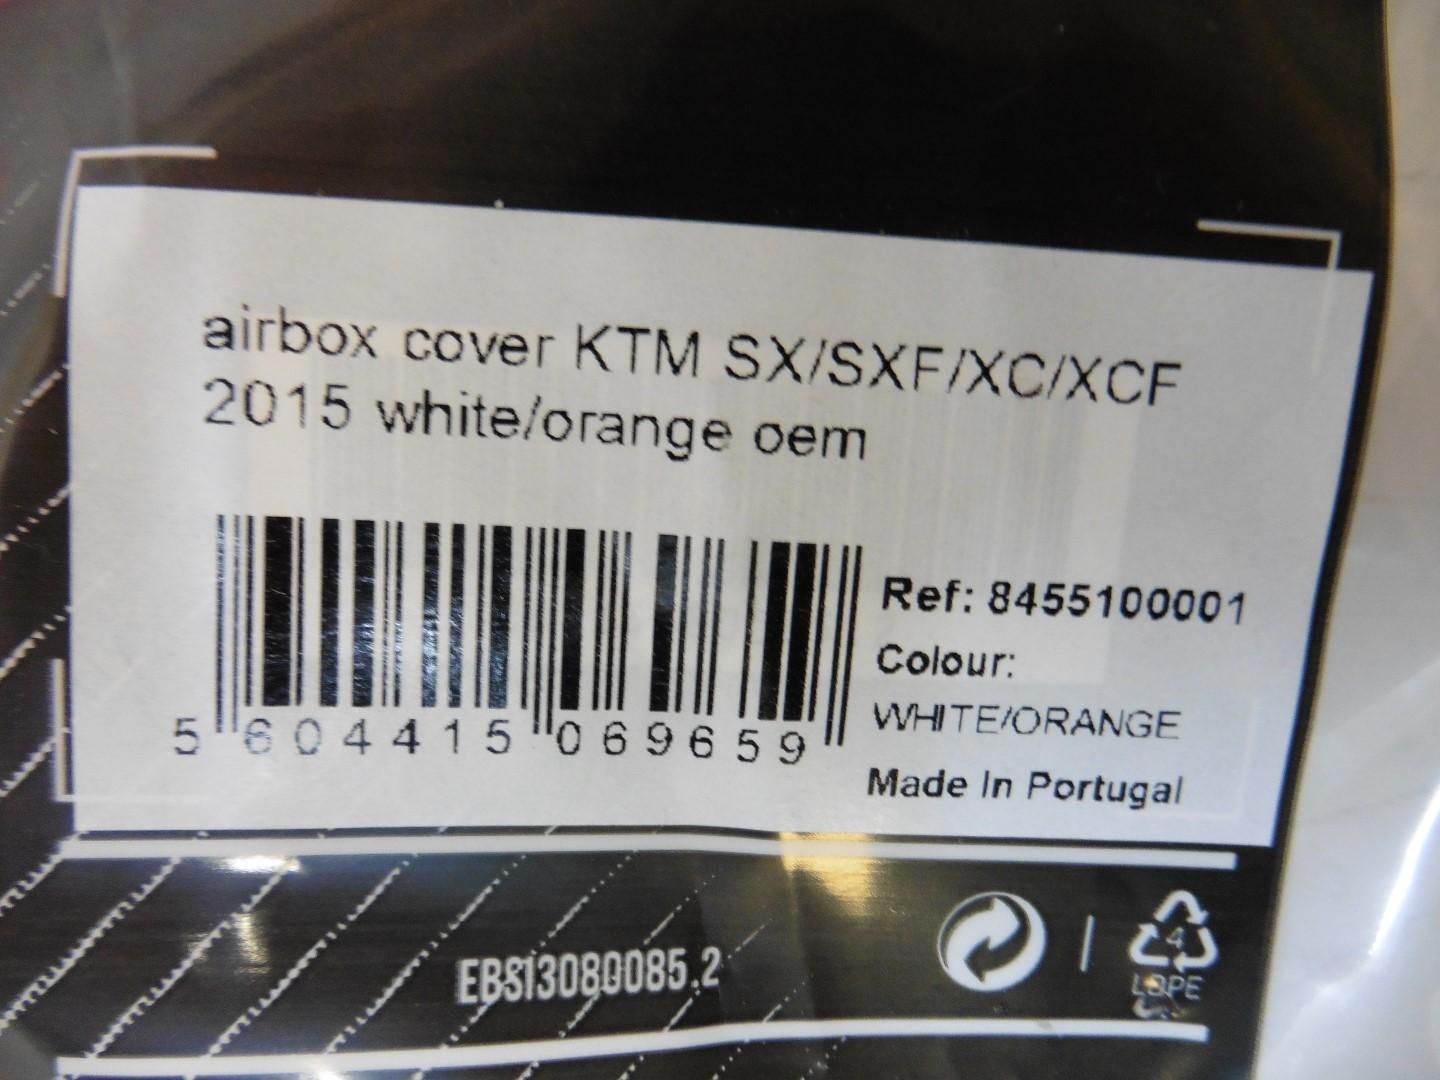 airbox cover KTM SX/SXF/XC/XCF
2015 white/orange oem
Ref: 8455100001
Colour:
WHITE/ORANGE
Made In Portugal
5 604415 069659
EBS13080085.2
4
LDPE